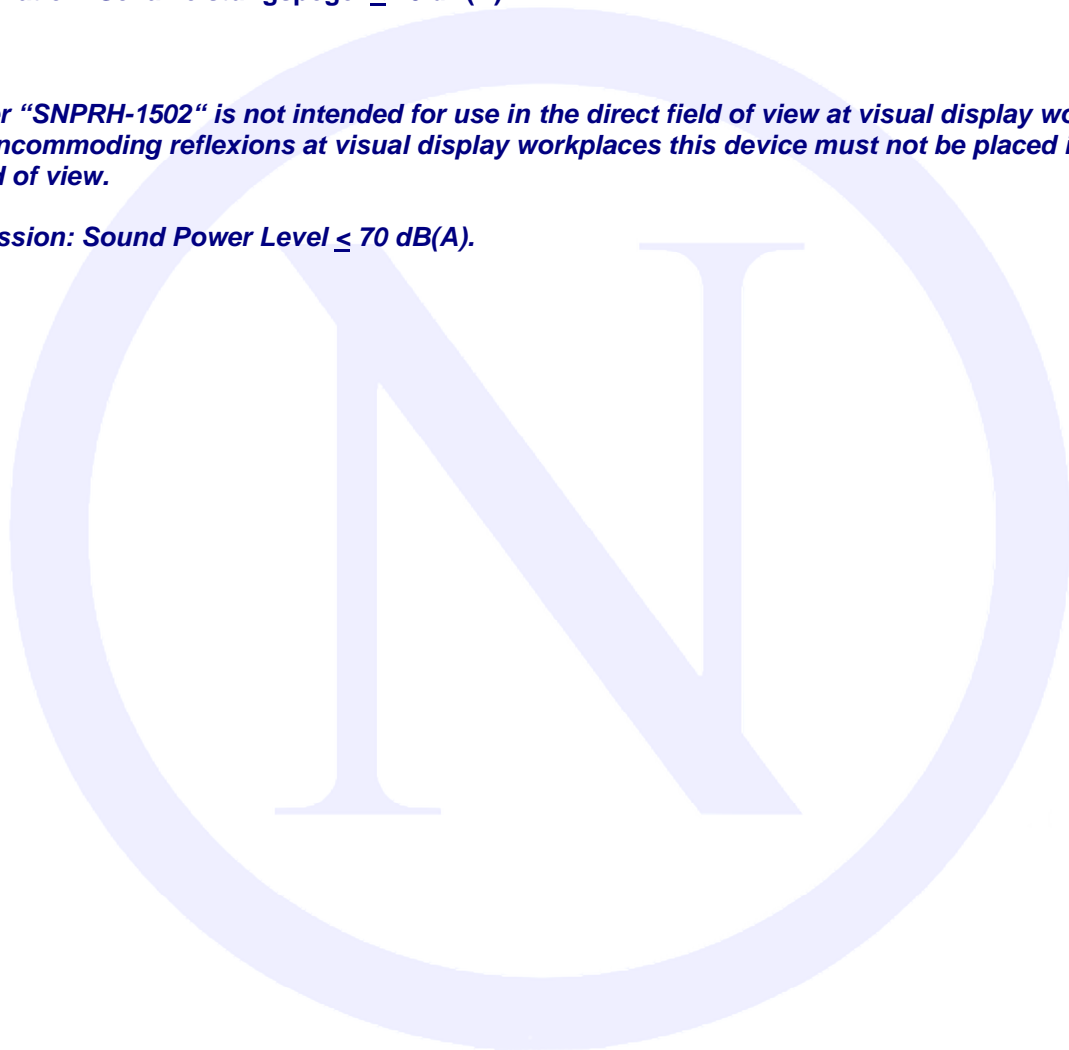 r “SNPRH-1502“ is not intended for use in the direct field of view at visual display wo
ncommoding reflexions at visual display workplaces this device must not be placed i
d of view.
ssion: Sound Power Level < 70 dB(A).
N